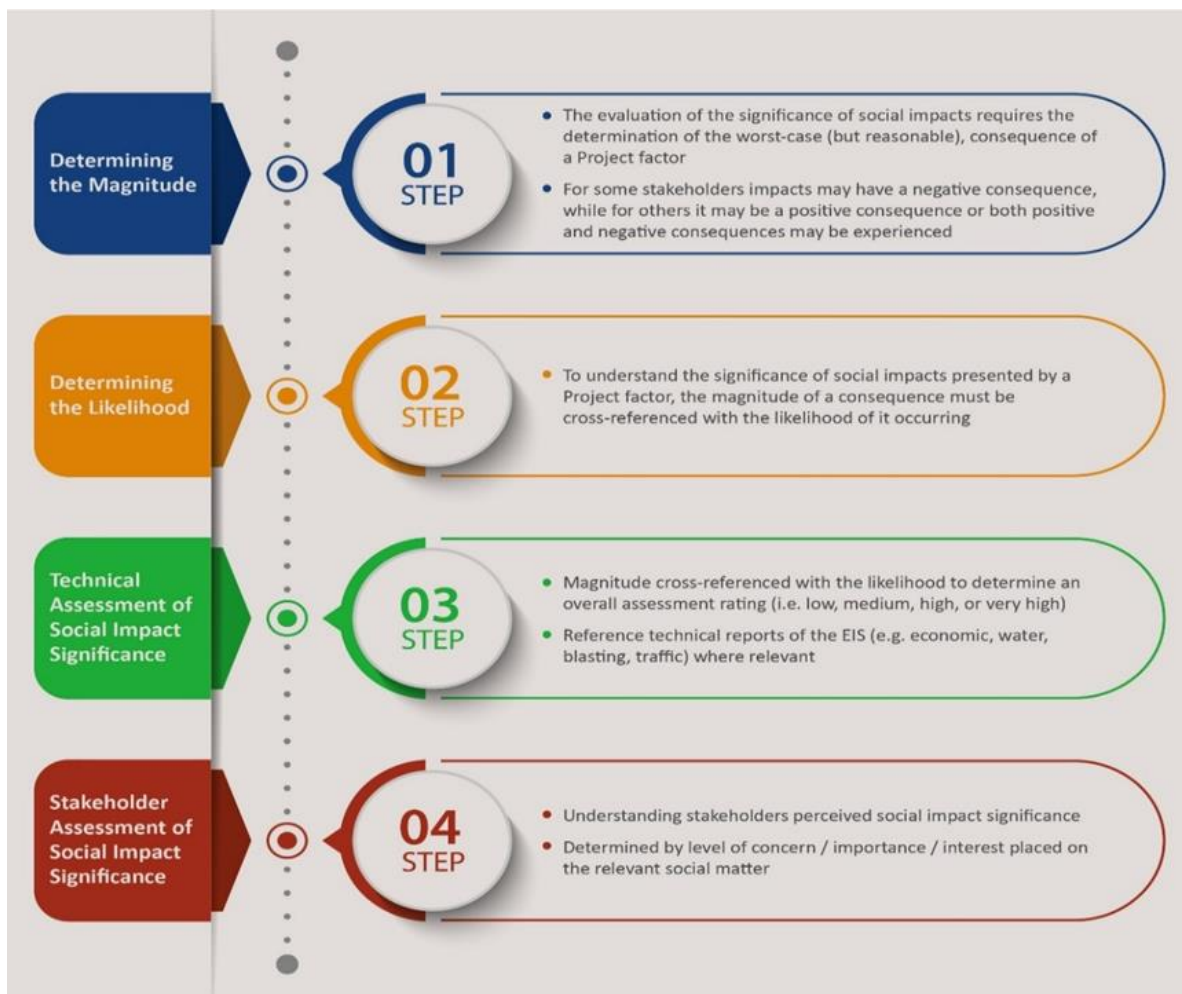 Determining
the Magnitude
01
STEP
• The evaluation of the significance of social impacts requires the
determination of the worst-case (but reasonable), consequence of
a Project factor
• For some stakeholders impacts may have a negative consequence,
while for others it may be a positive consequence or both positive
and negative consequences may be experienced
Determining
the Likelihood
02
STEP
• To understand the significance of social impacts presented by a
Project factor, the magnitude of a consequence must be
cross-referenced with the likelihood of it occurring
Technical
Assessment of
Social Impact
Significance
03
STEP
• Magnitude cross-referenced with the likelihood to determine an
overall assessment rating (i.e. low, medium, high, or very high)
• Reference technical reports of the EIS (e.g. economic, water,
blasting, traffic) where relevant
Stakeholder
Assessment of
Social Impact
Significance
04
STEP
• Understanding stakeholders perceived social impact significance
• Determined by level of concern / importance / interest placed on
the relevant social matter